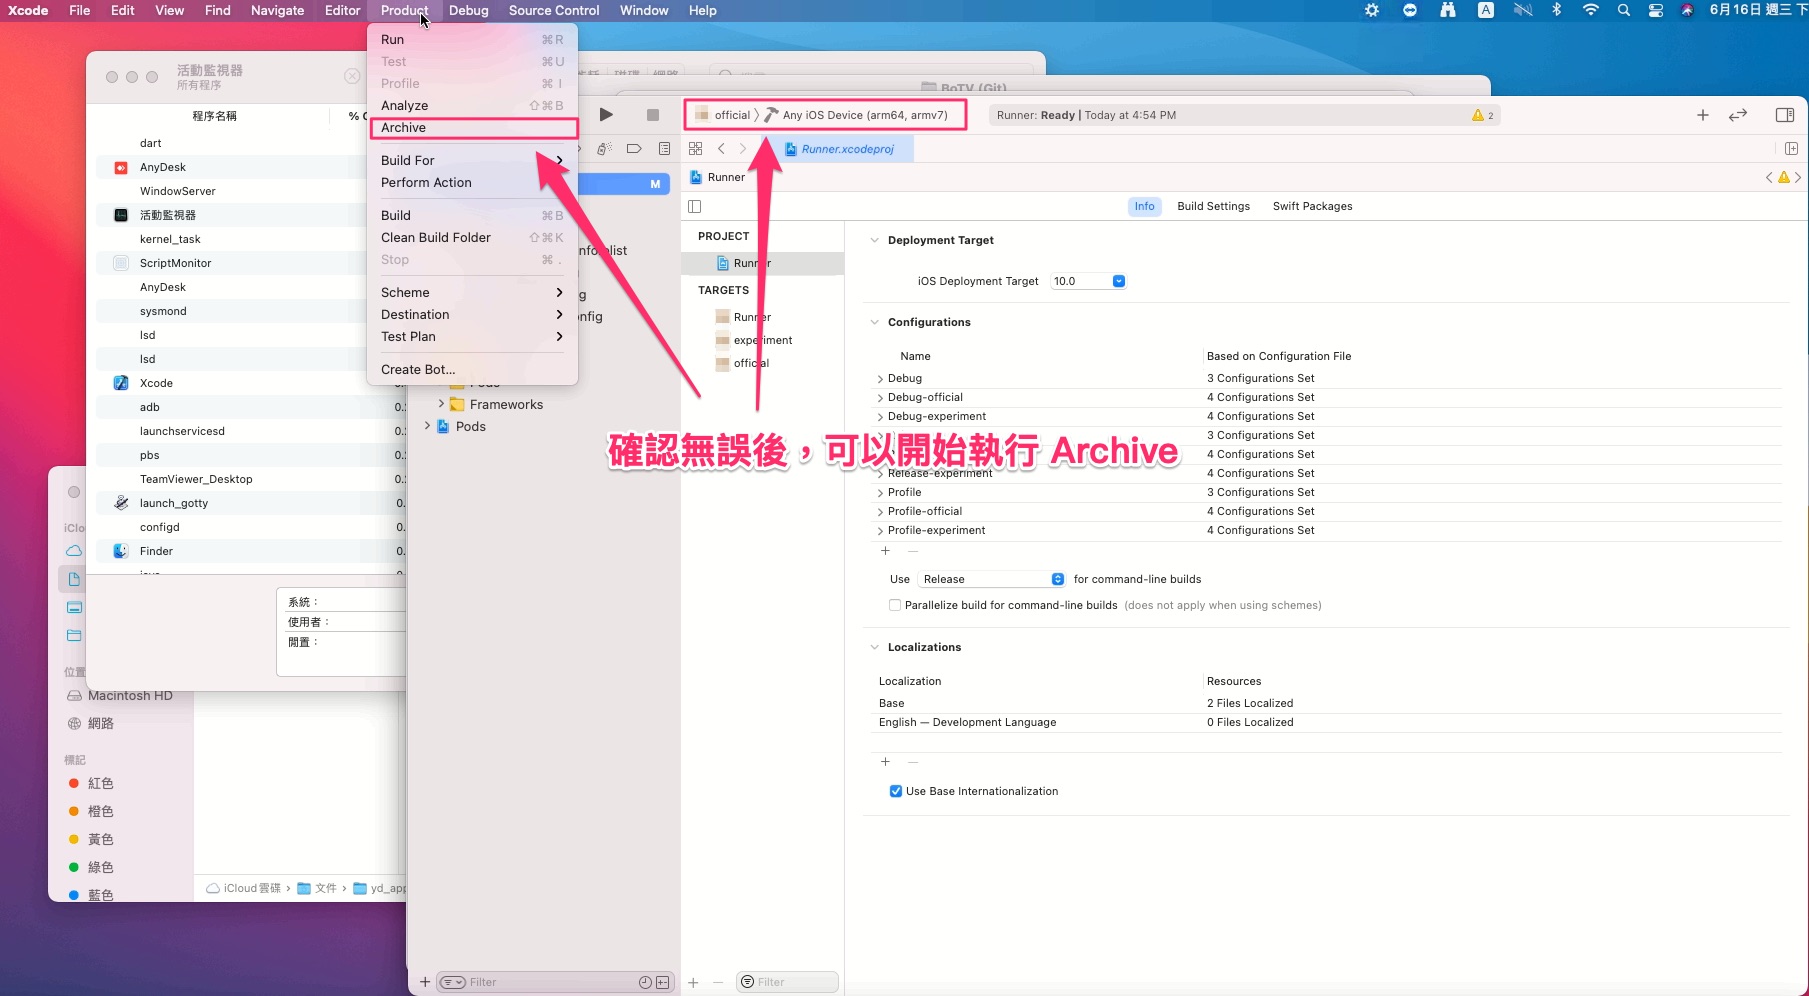 Xcode File Edit View Find Navigate Editor Product Debug Source Control Window Help
6月16日 週三 下
Run ⌘R
Test ⌘U
Profile ⌘I
Analyze ⇧⌘B
Archive
Build For
Perform Action
Build ⌘B
Clean Build Folder ⇧⌘K
Stop ⌘.
Scheme
Destination
Test Plan
Create Bot...
活動監視器
所有程序
程序名稱
%
dart
AnyDesk
WindowServer
活動監視器
kernel_task
ScriptMonitor
AnyDesk
sysmond
lsd
lsd
Xcode
adb
launchservicesd
pbs
TeamViewer_Desktop
launch_gotty
configd
Finder
系統：
使用者：
閒置：
位置
Macintosh HD
網路
標記
紅色
橙色
黃色
綠色
藍色
iCloud 雲碟 › 文件 › yd_app
BoTV (Git)
official 〉 Any iOS Device (arm64, armv7)
Runner: Ready | Today at 4:54 PM
2
Runner.xcodeproj
Runner
M
Frameworks
Pods
Filter
Info Build Settings Swift Packages
PROJECT
Runner
TARGETS
Runner
experiment
official
Filter
Deployment Target
iOS Deployment Target 10.0
Configurations
Name Based on Configuration File
Debug 3 Configurations Set
Debug-official 4 Configurations Set
Debug-experiment 4 Configurations Set
3 Configurations Set
4 Configurations Set
Release-experiment 4 Configurations Set
Profile 3 Configurations Set
Profile-official 4 Configurations Set
Profile-experiment 4 Configurations Set
確認無誤後，可以開始執行 Archive
Use Release for command-line builds
Parallelize build for command-line builds (does not apply when using schemes)
Localizations
Localization Resources
Base 2 Files Localized
English — Development Language 0 Files Localized
Use Base Internationalization